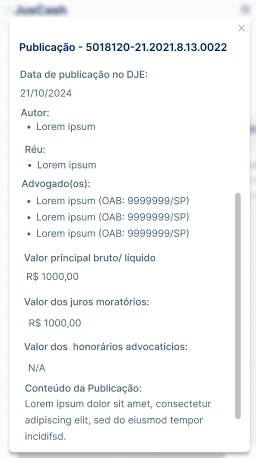 JusCash
×
Publicação - 5018120-21.2021.8.13.0022
Data de publicação no DJE:
21/10/2024
Autor:
• Lorem ipsum
Réu:
• Lorem ipsum
Advogado(os):
• Lorem ipsum (OAB: 9999999/SP)
• Lorem ipsum (OAB: 9999999/SP)
• Lorem ipsum (OAB: 9999999/SP)
Valor principal bruto/ líquido
R$ 1000,00
Valor dos juros moratórios:
R$ 1000,00
Valor dos  honorários advocatícios:
N/A
Conteúdo da Publicação:
Lorem ipsum dolor sit amet, consectetur
adipiscing elit, sed do eiusmod tempor
incidifsd.